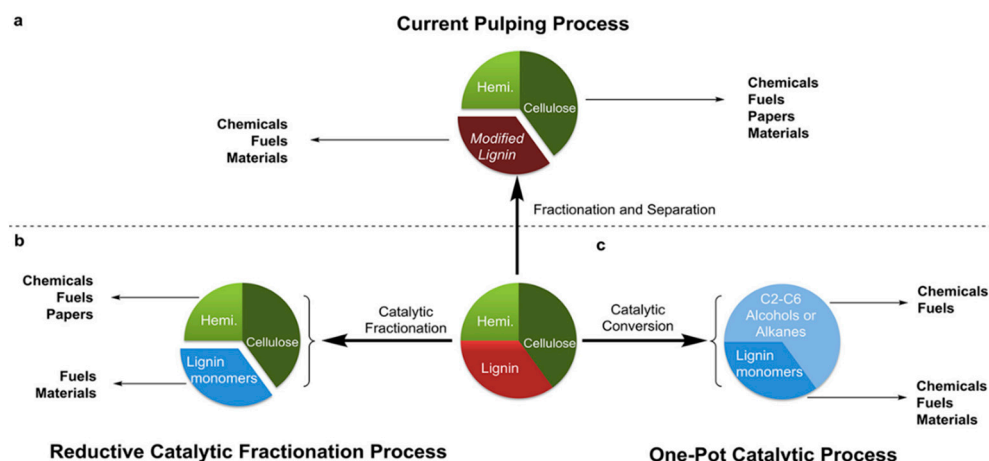 a
Current Pulping Process
Hemi.
Cellulose
Modified
Lignin
Chemicals
Fuels
Materials
Chemicals
Fuels
Papers
Materials
Fractionation and Separation
b
Chemicals
Fuels
Papers
Fuels
Materials
Hemi.
Cellulose
Lignin
monomers
Catalytic
Fractionation
Hemi.
Cellulose
Lignin
Catalytic
Conversion
c
C2-C6
Alcohols or
Alkanes
Lignin
monomers
Chemicals
Fuels
Chemicals
Fuels
Materials
Reductive Catalytic Fractionation Process
One-Pot Catalytic Process